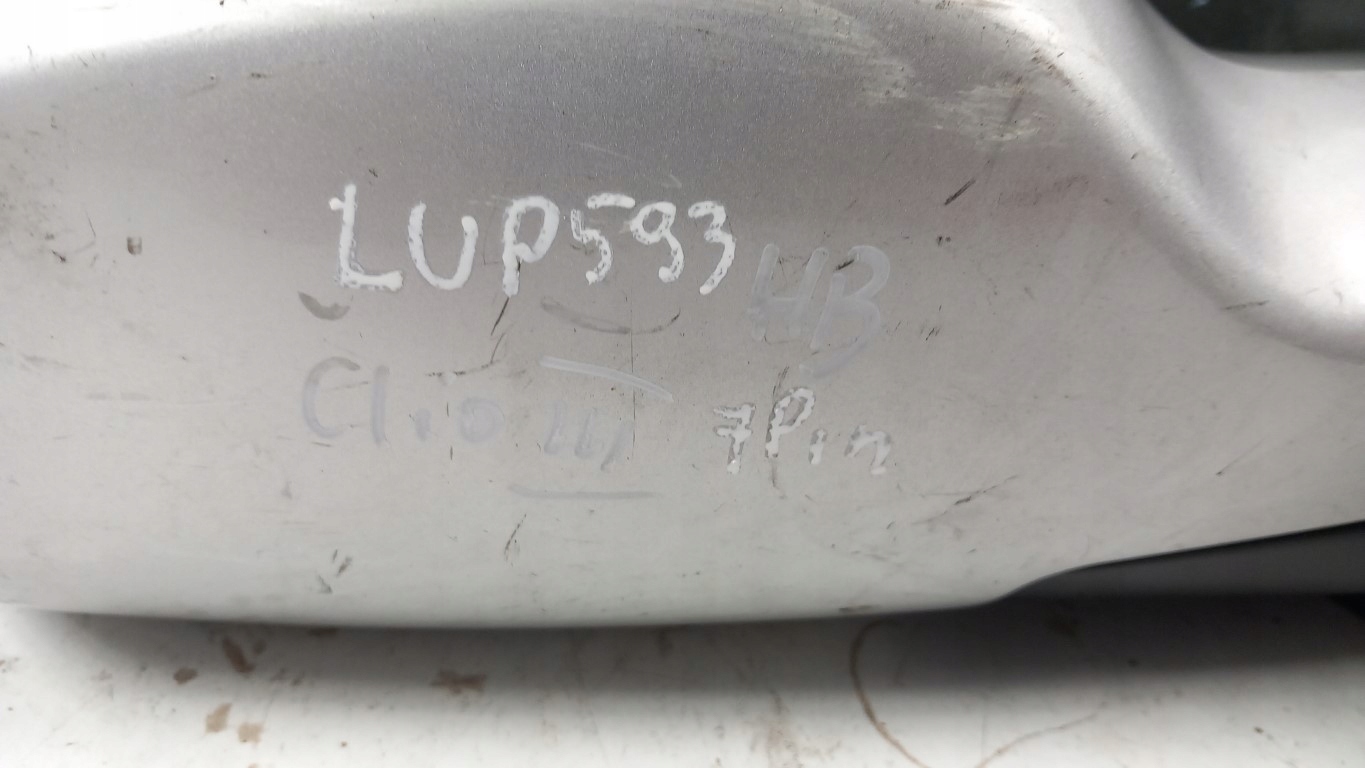 LUP593 HB
Clio III 7Pin